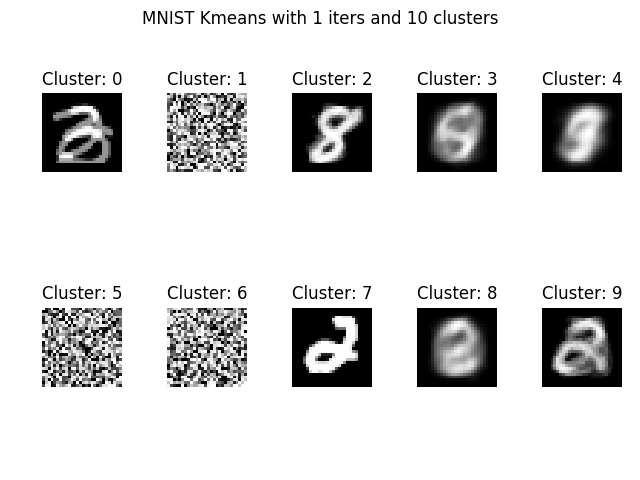 MNIST Kmeans with 1 iters and 10 clusters
Cluster: 0 Cluster: 1 Cluster: 2 Cluster: 3 Cluster: 4
Cluster: 5 Cluster: 6 Cluster: 7 Cluster: 8 Cluster: 9